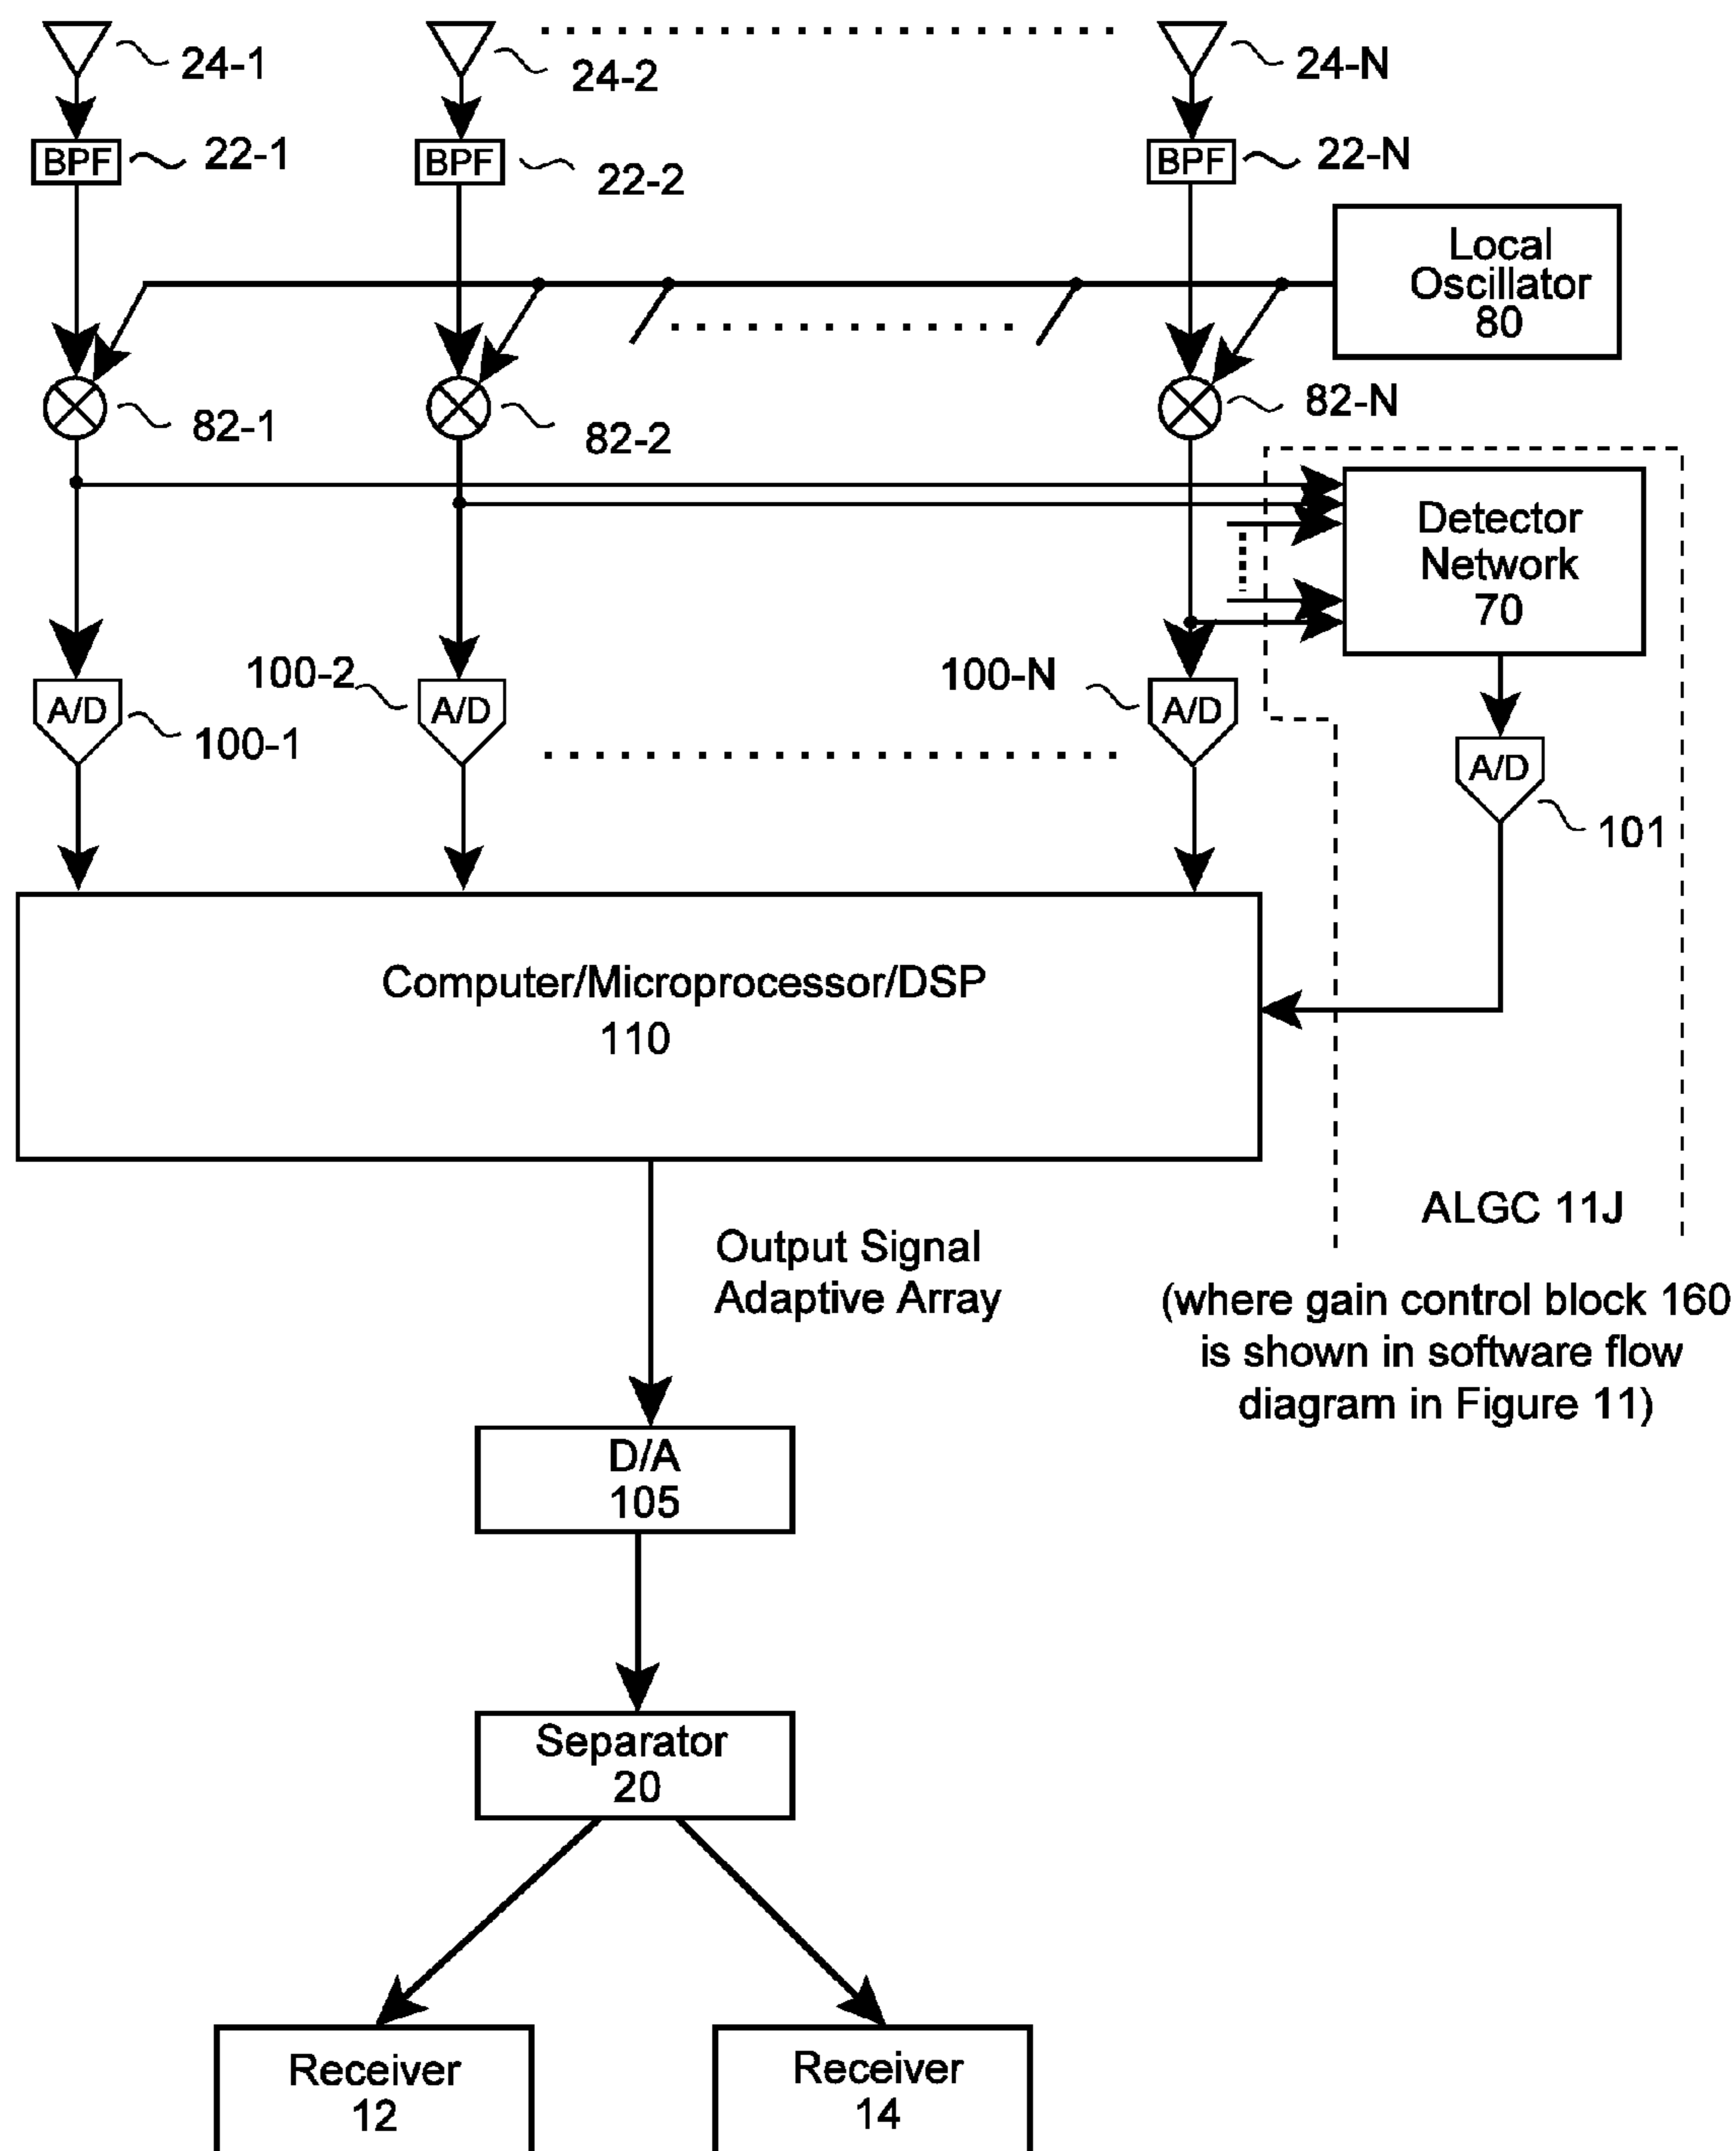 24-1
24-2
24-N
BPF
22-1
BPF
22-2
BPF
22-N
Local
Oscillator
80
82-1
82-2
82-N
Detector
Network
70
A/D
100-1
100-2
A/D
100-N
A/D
A/D
101
Computer/Microprocessor/DSP
110
ALGC 11J
(where gain control block 160
is shown in software flow
diagram in Figure 11)
Output Signal
Adaptive Array
D/A
105
Separator
20
Receiver
12
Receiver
14